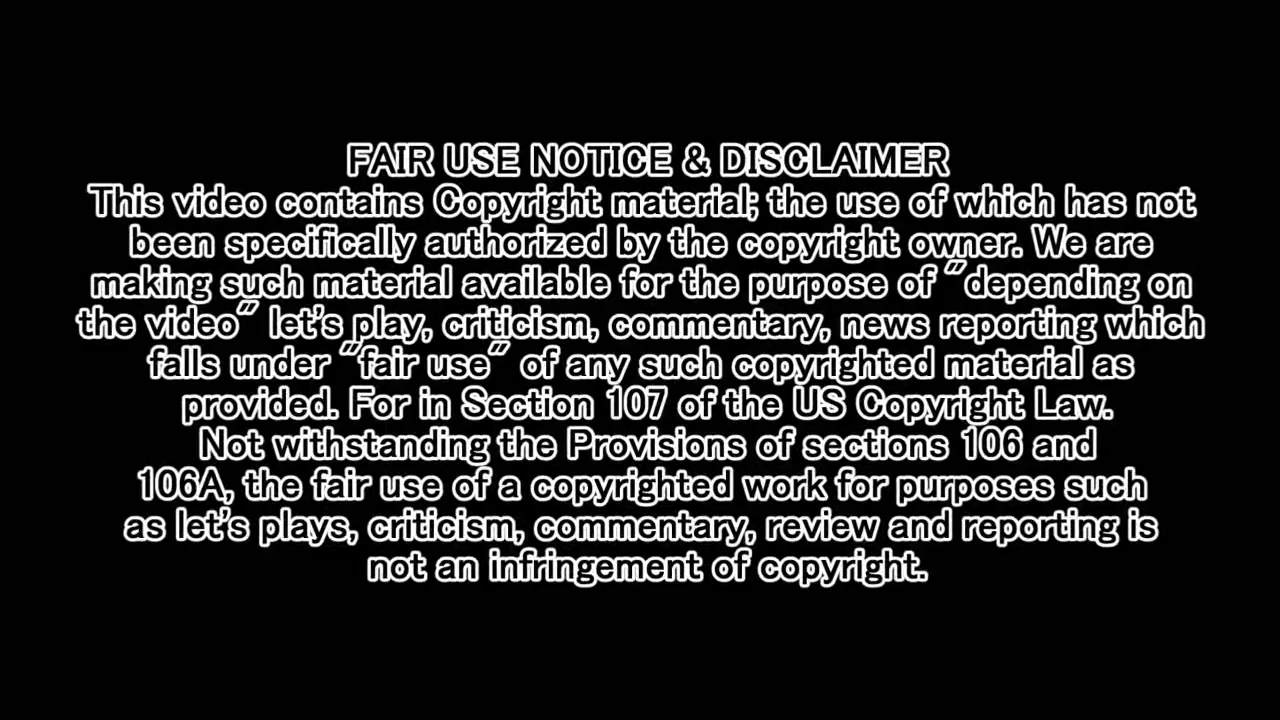 FAIR USE NOTICE & DISCLAIMER
This video contains Copyright material; the use of which has not
been specifically authorized by the copyright owner. We are
making such material available for the purpose of "depending on
the video" let's play, criticism, commentary, news reporting which
falls under "fair use" of any such copyrighted material as
provided. For in Section 107 of the US Copyright Law.
Not withstanding the Provisions of sections 106 and
106A, the fair use of a copyrighted work for purposes such
as let's plays, criticism, commentary, review and reporting is
not an infringement of copyright.